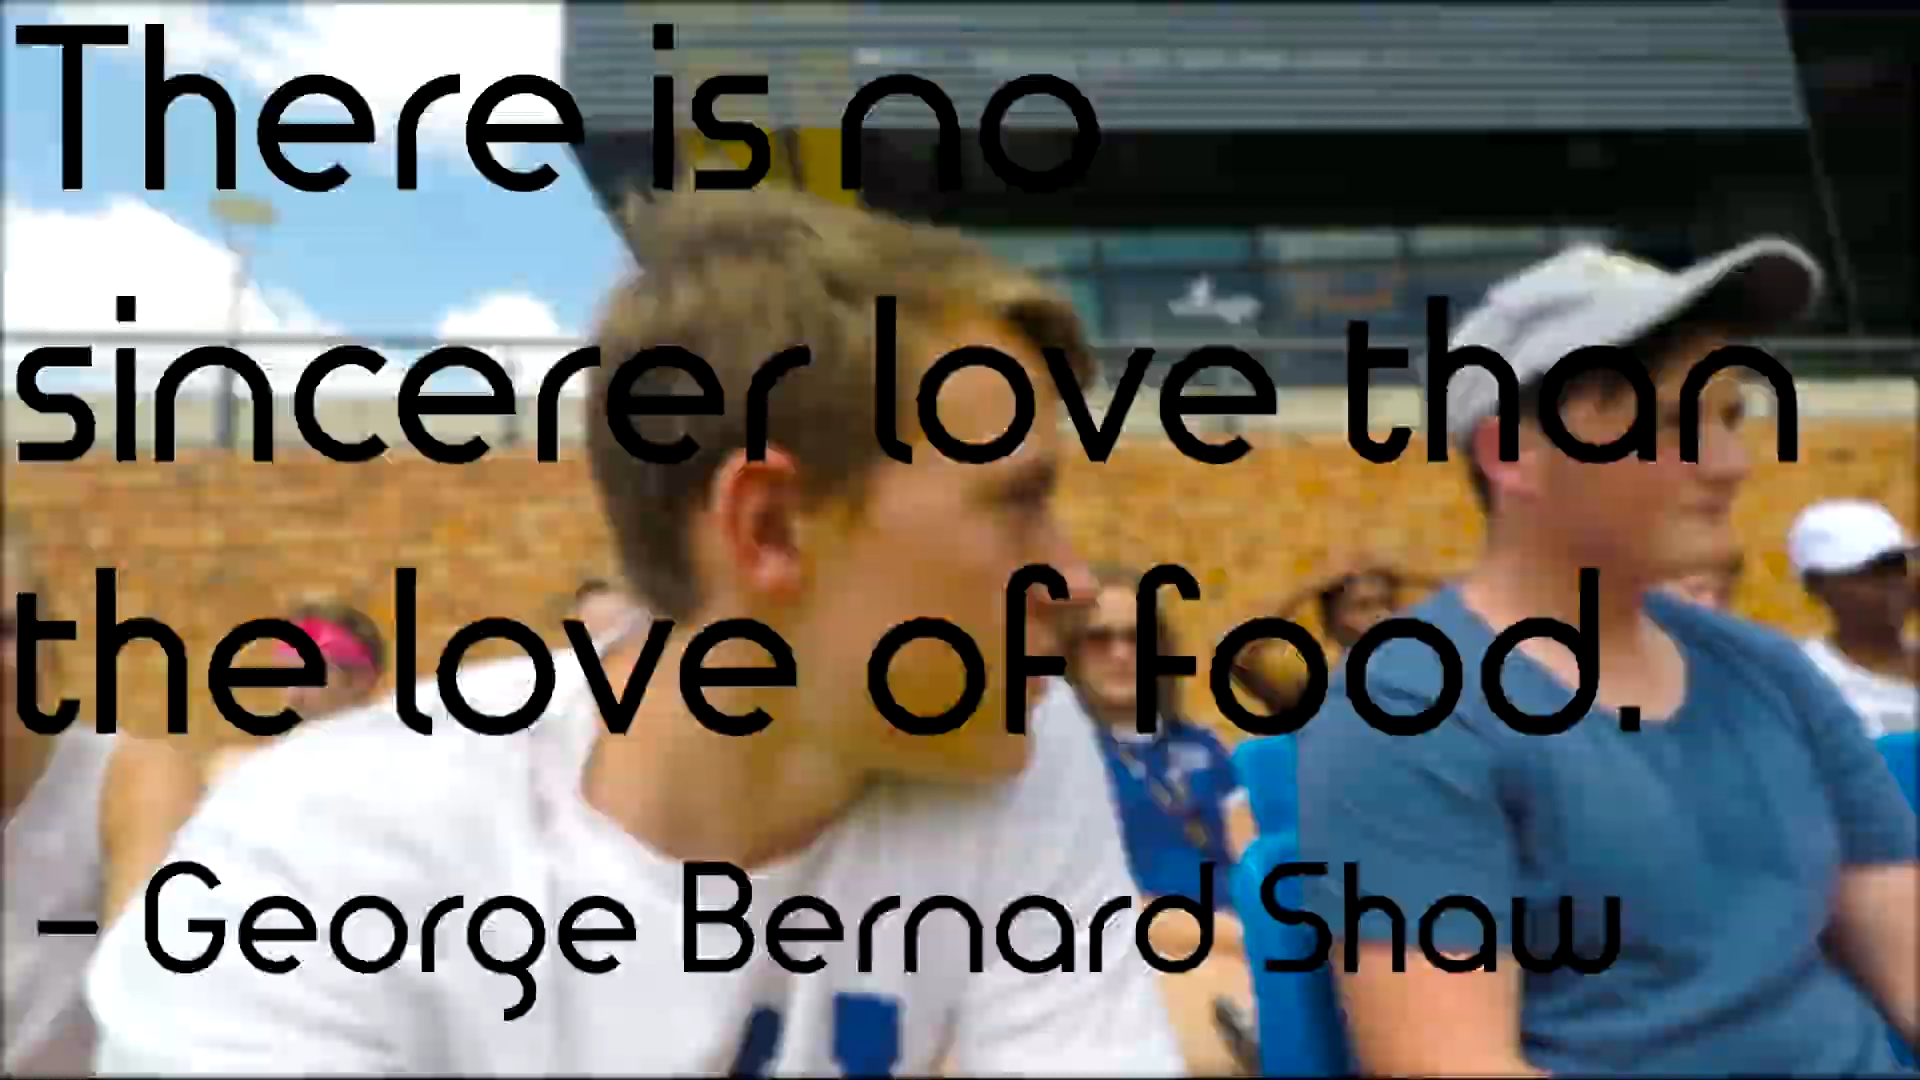 There is no
sincerer love than
the love of food.
- George Bernard Shaw